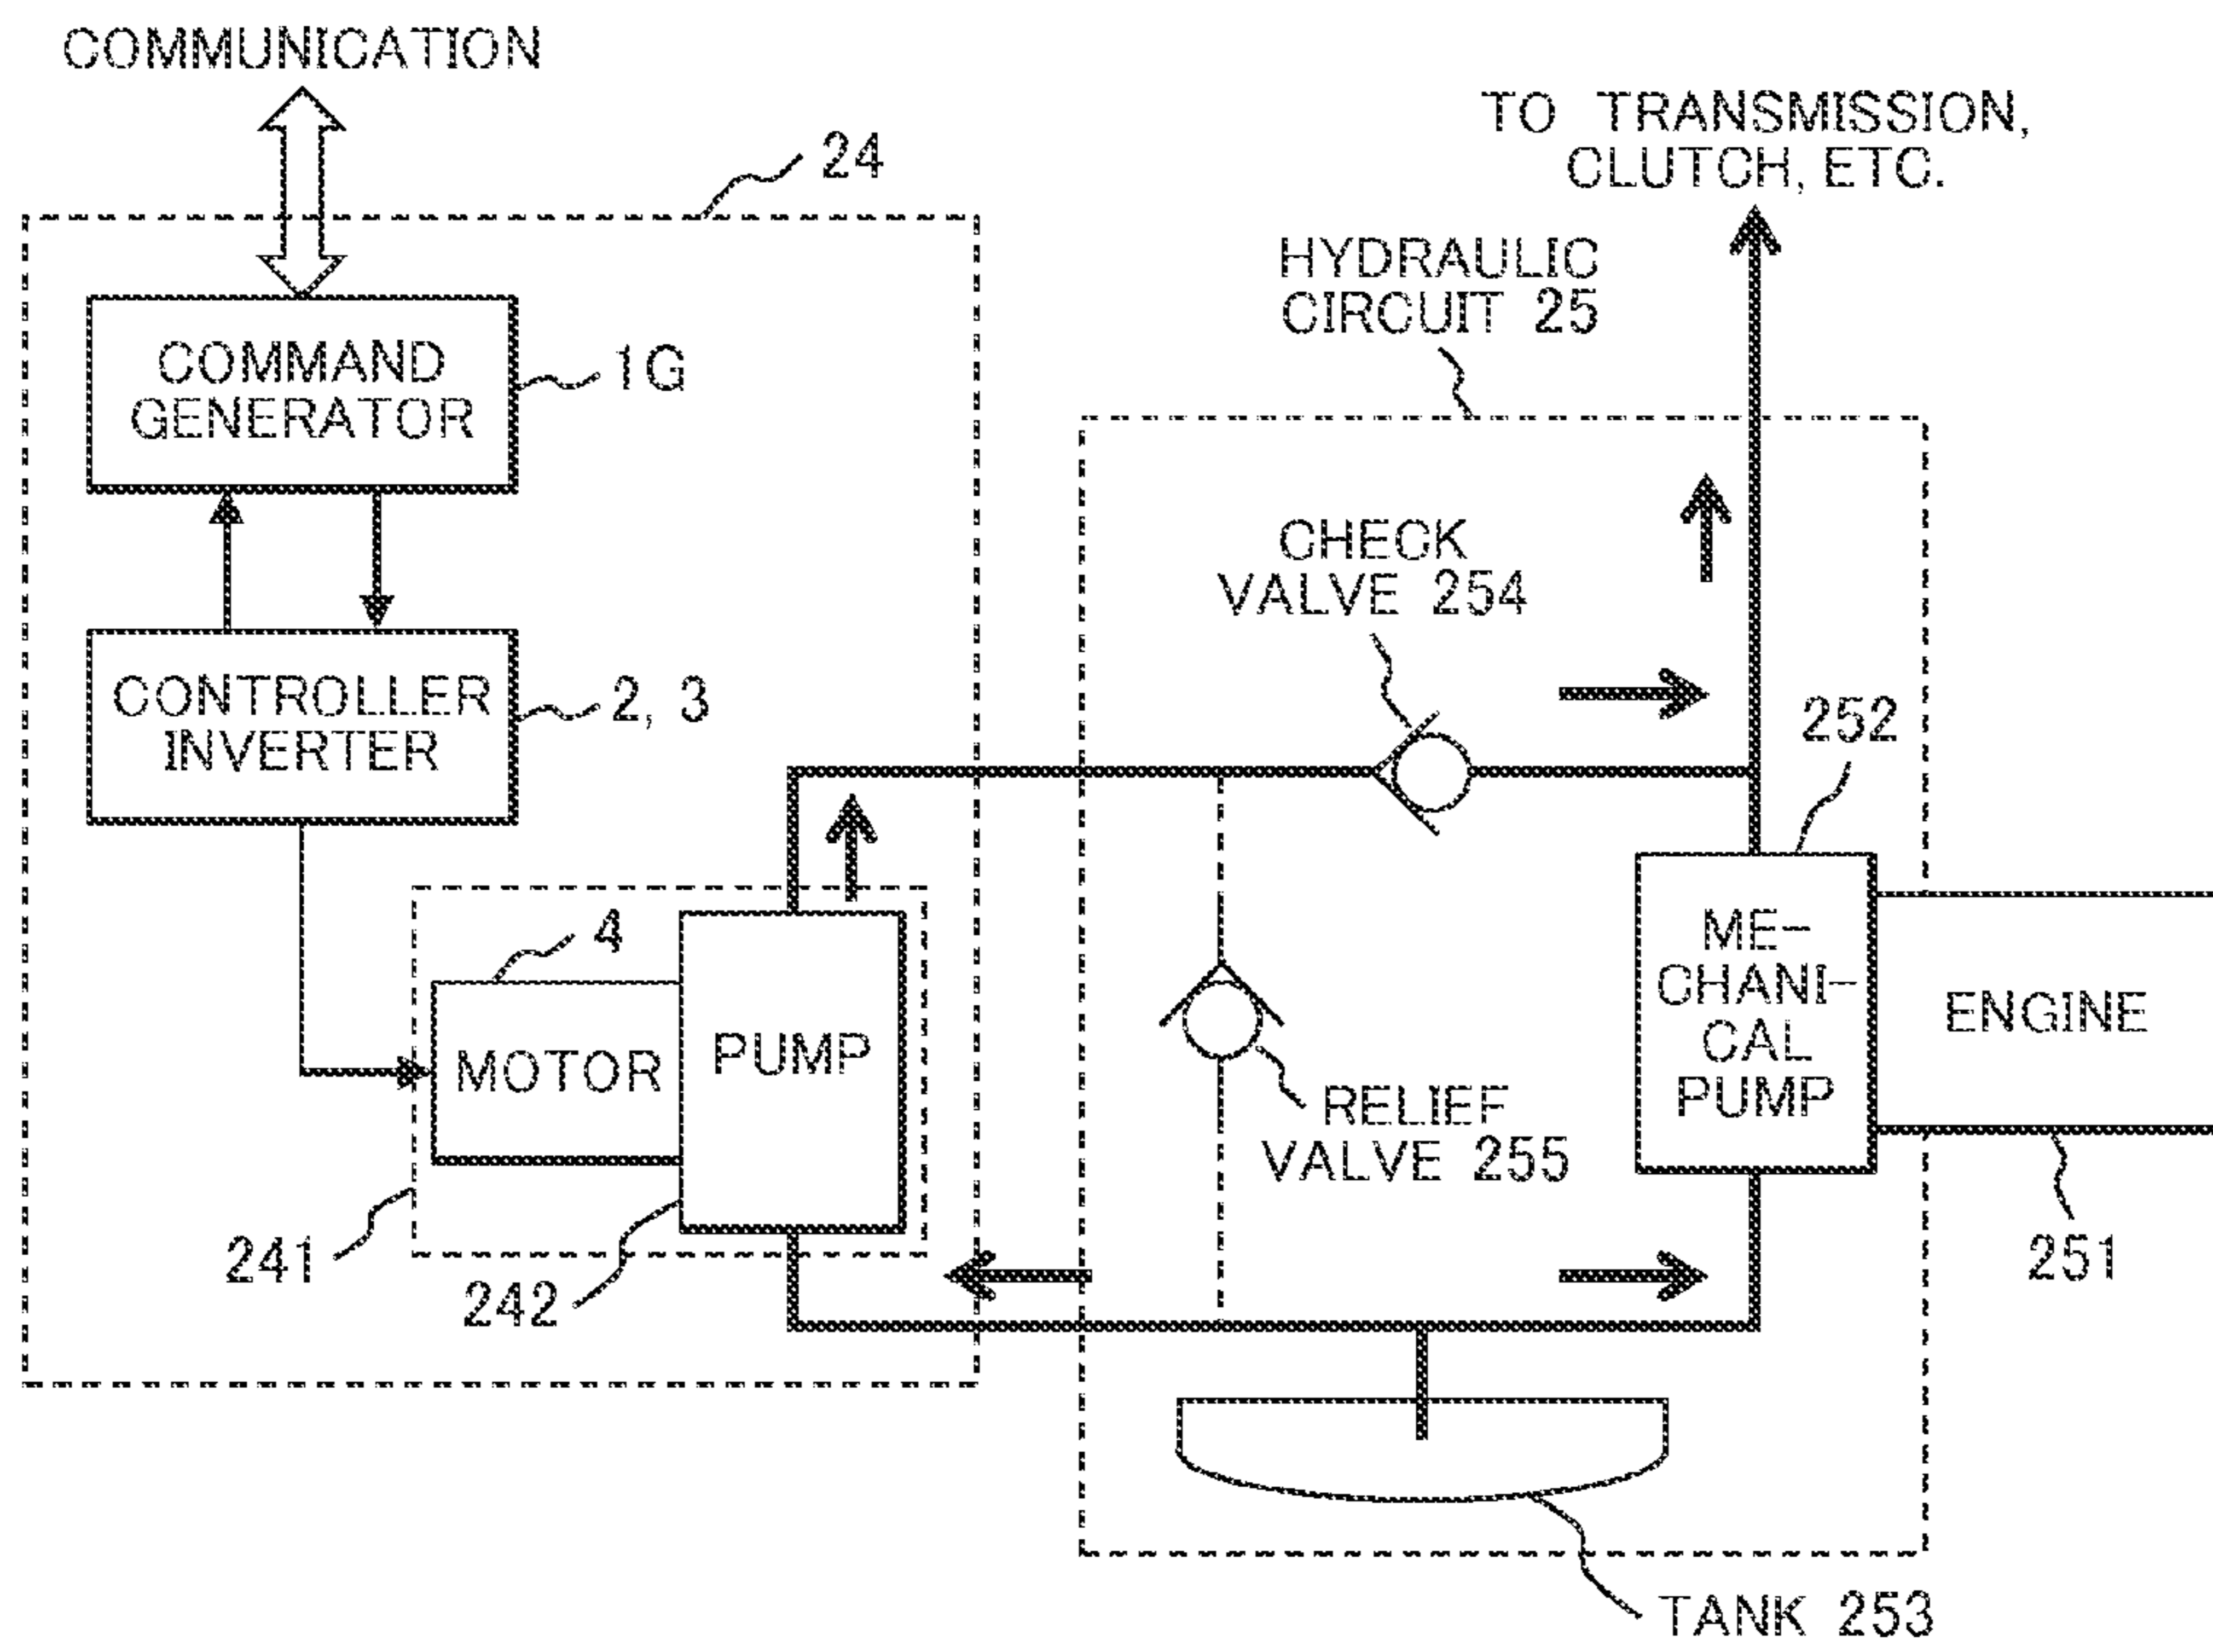 COMMUNICATION
24
TO TRANSMISSION,
CLUTCH, ETC.
HYDRAULIC
CIRCUIT 25
COMMAND
GENERATOR
1G
CHECK
VALVE 254
CONTROLLER
INVERTER
2, 3
252
4
MOTOR
PUMP
ME-
CHANI-
CAL
PUMP
ENGINE
RELIEF
VALVE 255
241
242
251
TANK 253